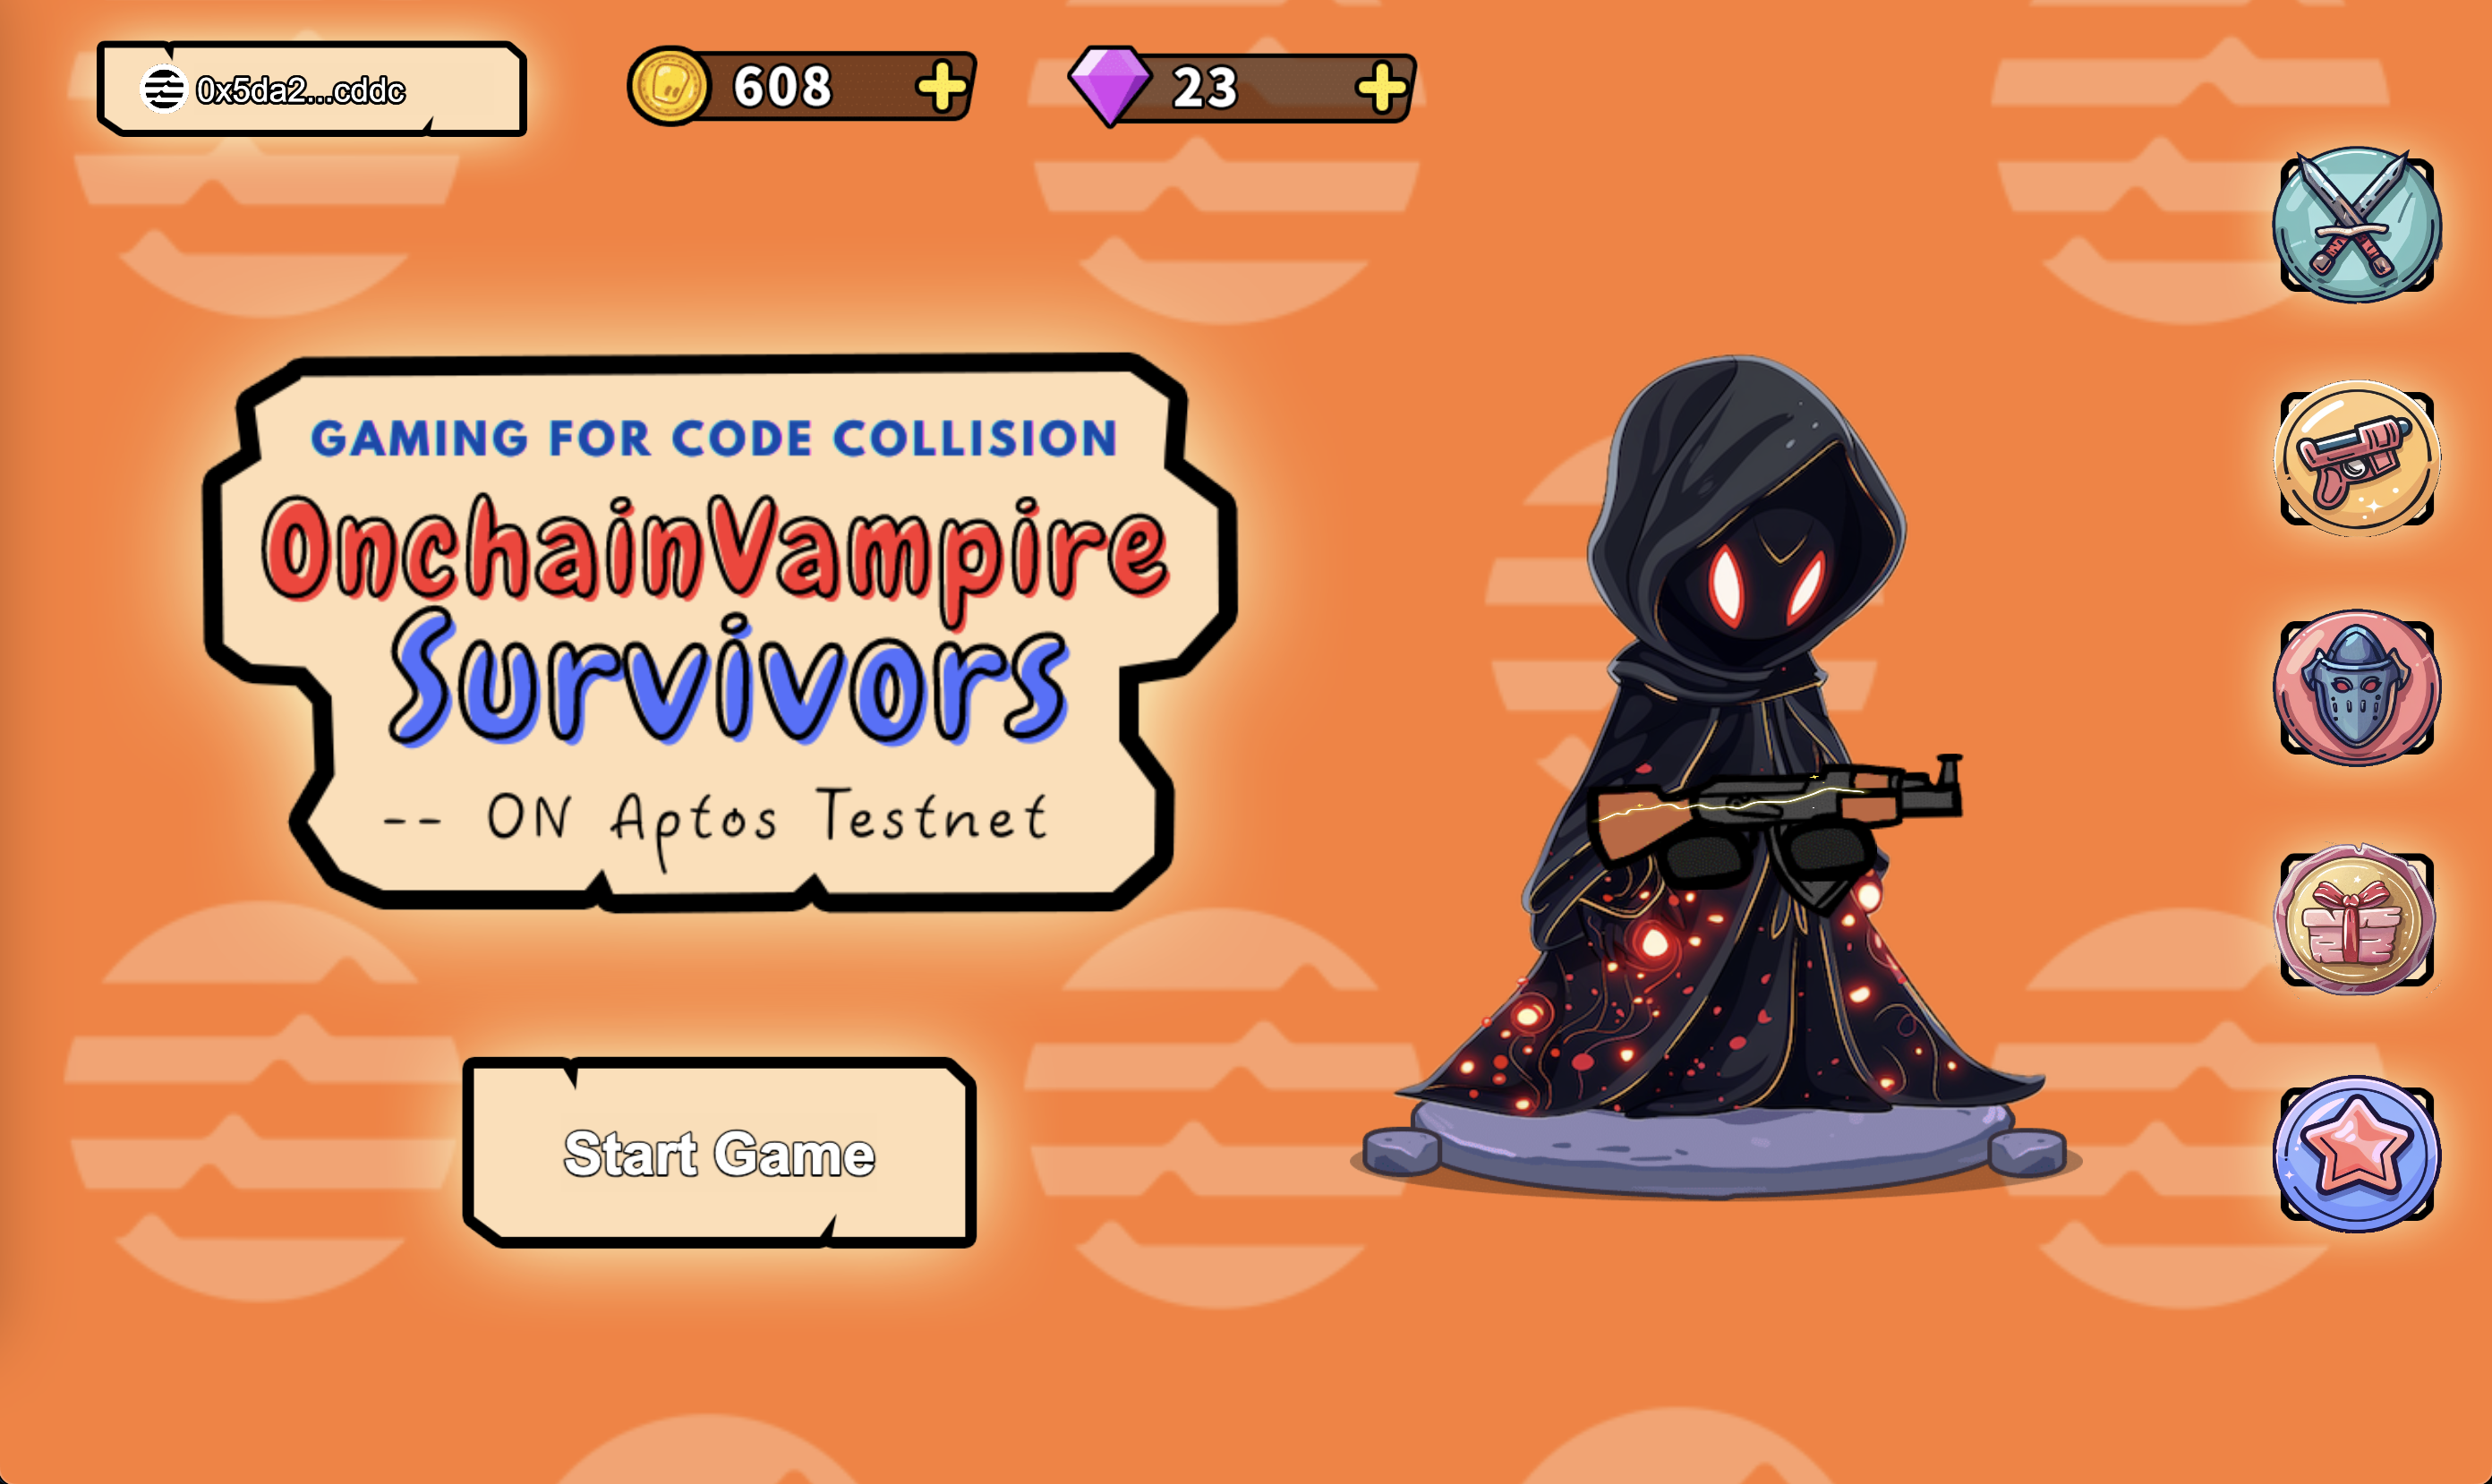 0x5da2...cddc
608
23
GAMING FOR CODE COLLISION
OnchainVampire
Survivors
-- ON Aptos Testnet
Start Game